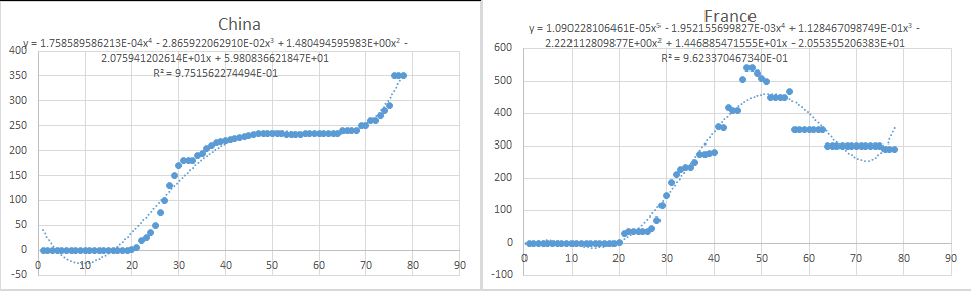 China
y = 1.758589586213E-04x⁴ - 2.865922062910E-02x³ + 1.480494595983E+00x² -
2.075941202614E+01x + 5.980836621847E+01
R² = 9.751562274494E-01
400
350
300
250
200
150
100
50
0
-50
0 10 20 30 40 50 60 70 80 90
France
y = 1.090228106461E-05x⁵ - 1.952155699827E-03x⁴ + 1.128467098749E-01x³ -
2.222112809877E+00x² + 1.446885471555E+01x - 2.055355206383E+01
R² = 9.623370467340E-01
600
500
400
300
200
100
0
-100
0 10 20 30 40 50 60 70 80 90